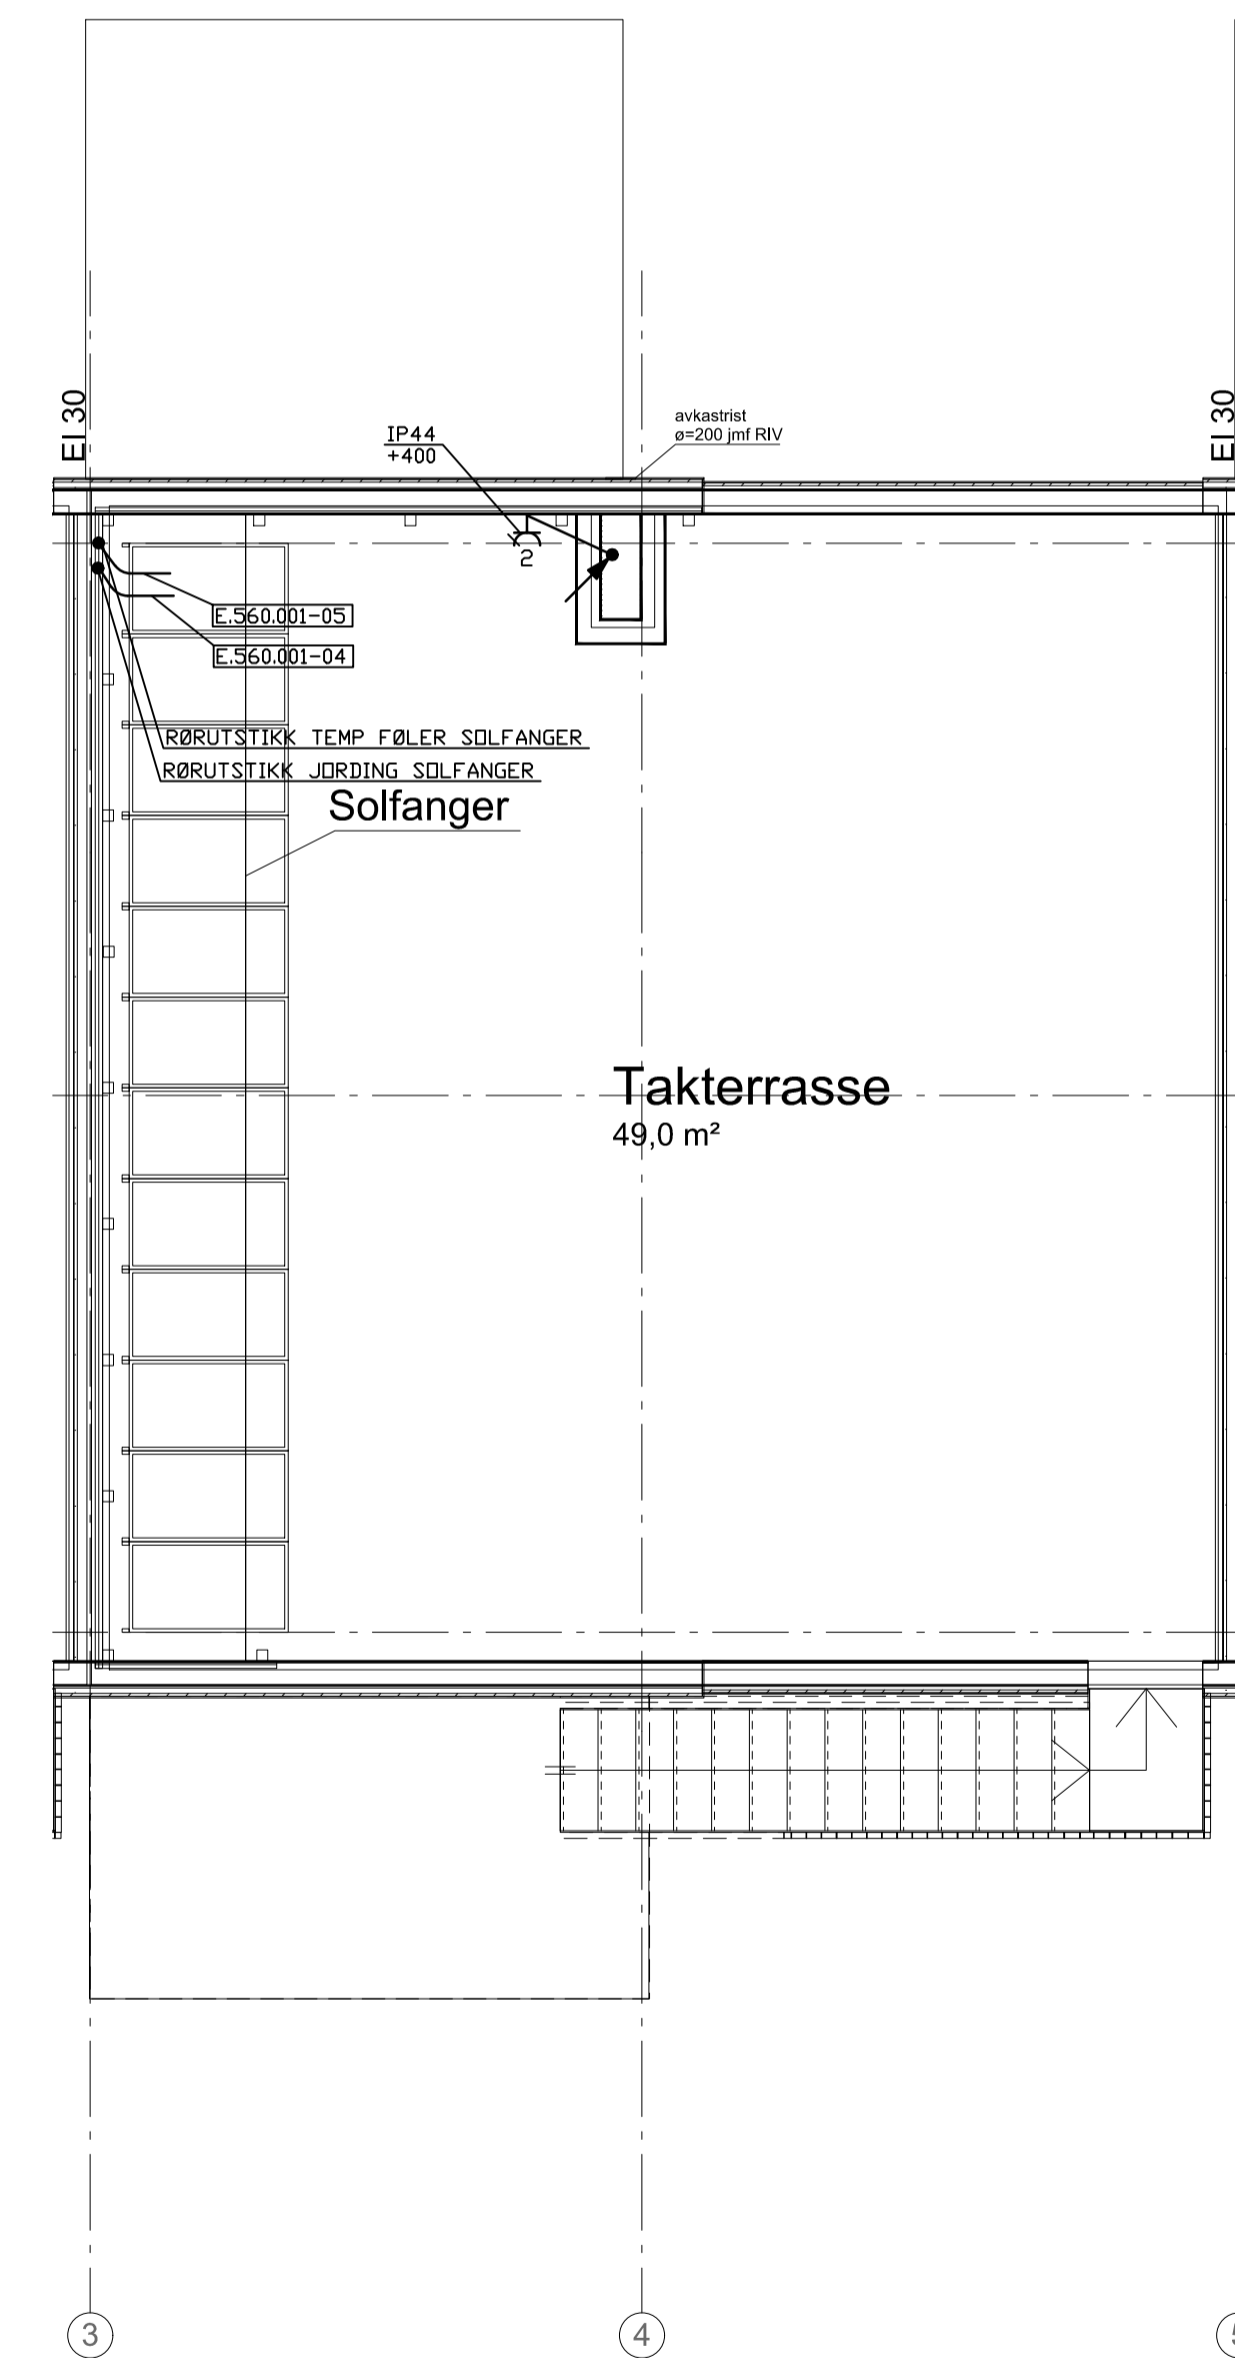 EI 30
EI 30
avkastrist
ø=200 jmf RIV
IP44
+400
2
E.560.001-05
E.560.001-04
RØRUTSTIKK TEMP FØLER SOLFANGER
RØRUTSTIKK JORDING SOLFANGER
Solfanger
Takterrasse
49,0 m²
3
4